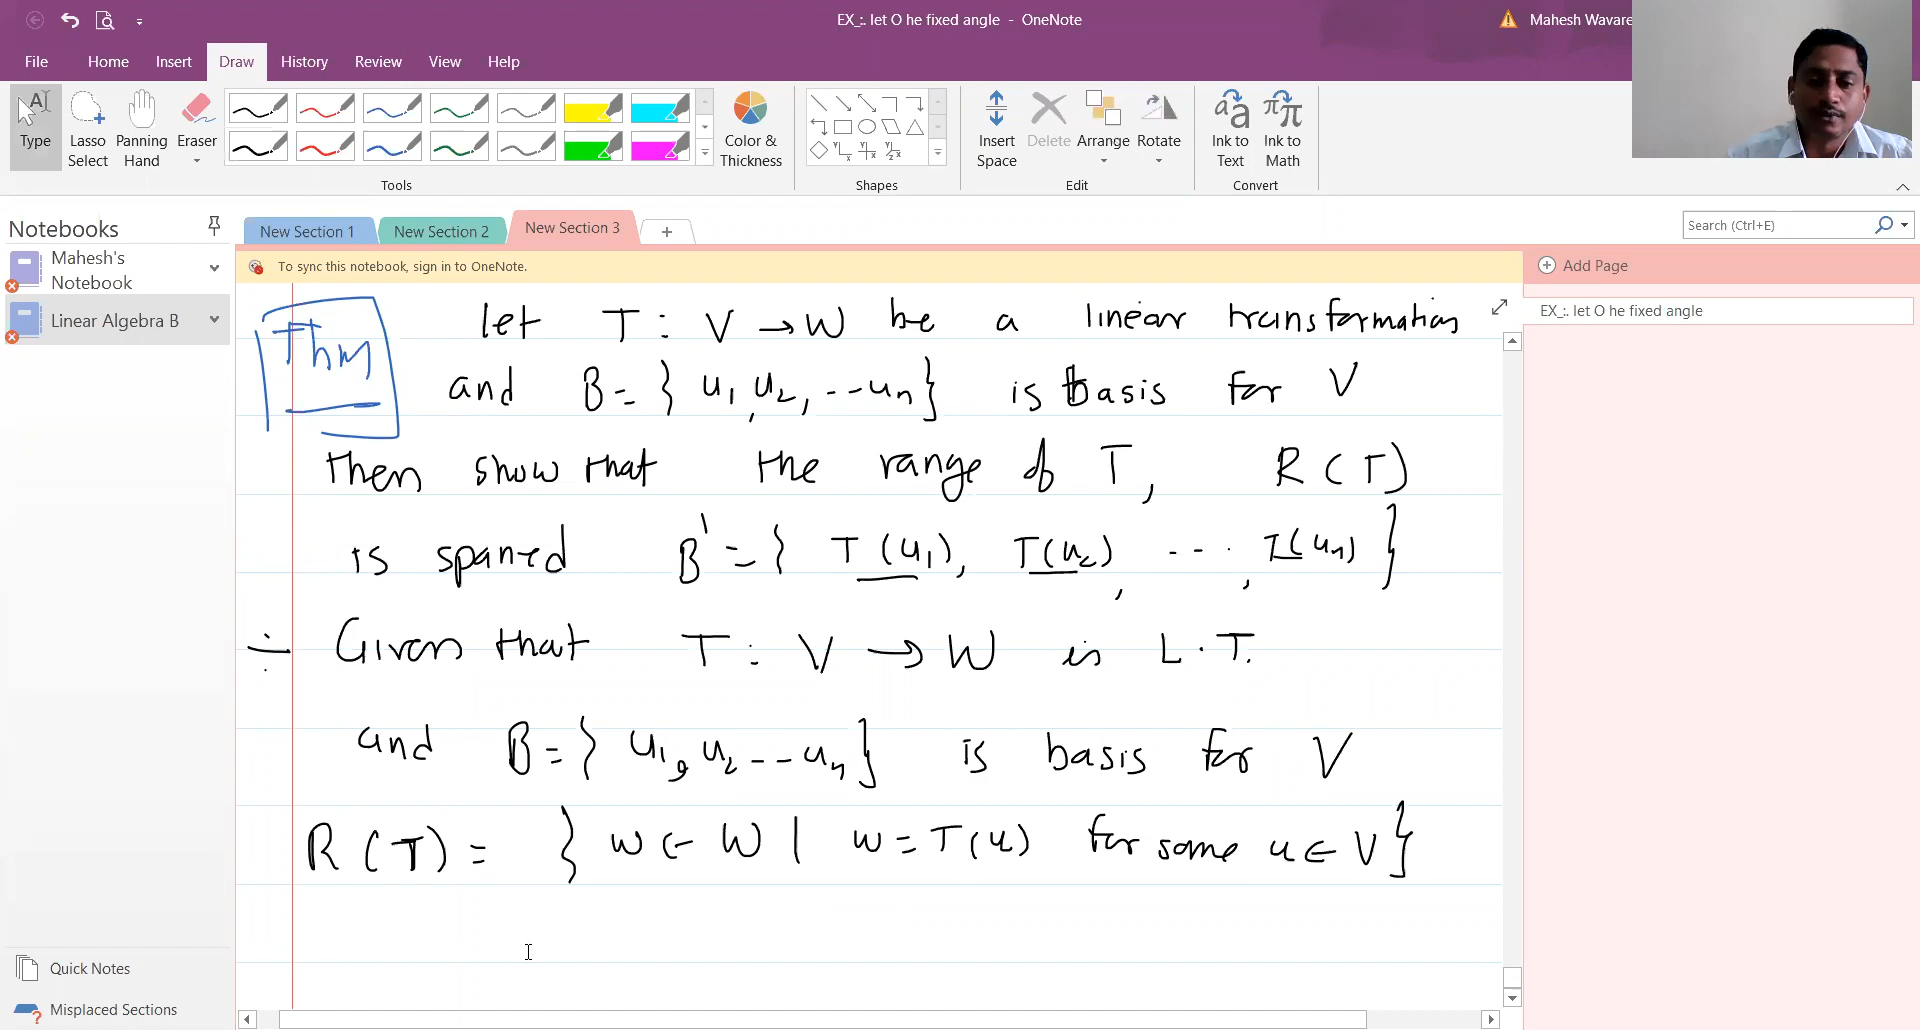 EX_:. let O he fixed angle - OneNote
Mahesh Wavare
File Home Insert Draw History Review View Help
Type
Lasso Select
Panning Hand
Eraser
Color & Thickness
Insert Space
Delete
Arrange
Rotate
Ink to Text
Ink to Math
Tools
Shapes
Edit
Convert
Notebooks
New Section 1
New Section 2
New Section 3
Search (Ctrl+E)
Mahesh's Notebook
Linear Algebra B
To sync this notebook, sign in to OneNote.
Add Page
EX_:. let O he fixed angle
Thm
let T : V → W be a linear transformation
and B = { u1, u2, --- un } is basis for V
Then show that the range of T, R(T)
is spaned B' = { T(u1), T(u2), ..., T(un) }
÷ Given that T : V → W is L.T.
and B = { u1, u2 --- un } is basis for V
R(T) = { w ∈ W | w = T(u) for some u ∈ V }
Quick Notes
Misplaced Sections